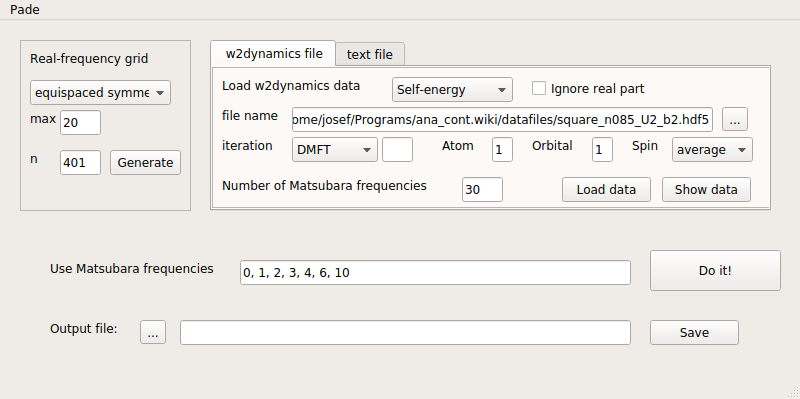 Pade
Real-frequency grid
equispaced symme
max 20
n 401 Generate
w2dynamics file text file
Load w2dynamics data Self-energy Ignore real part
file name ome/josef/Programs/ana_cont.wiki/datafiles/square_n085_U2_b2.hdf5 ...
iteration DMFT Atom 1 Orbital 1 Spin average
Number of Matsubara frequencies 30 Load data Show data
Use Matsubara frequencies 0, 1, 2, 3, 4, 6, 10 Do it!
Output file: ... Save